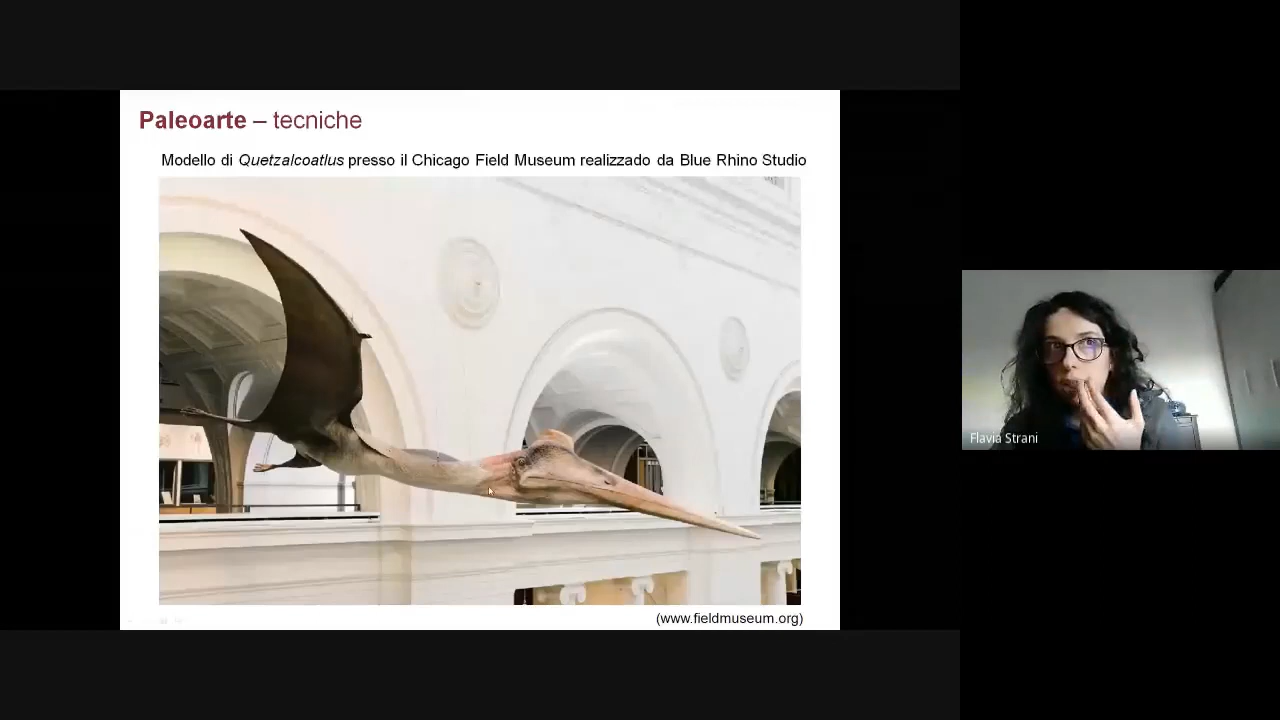 Paleoarte – tecniche
Modello di Quetzalcoatlus presso il Chicago Field Museum realizzado da Blue Rhino Studio
(www.fieldmuseum.org)
Flavia Strani